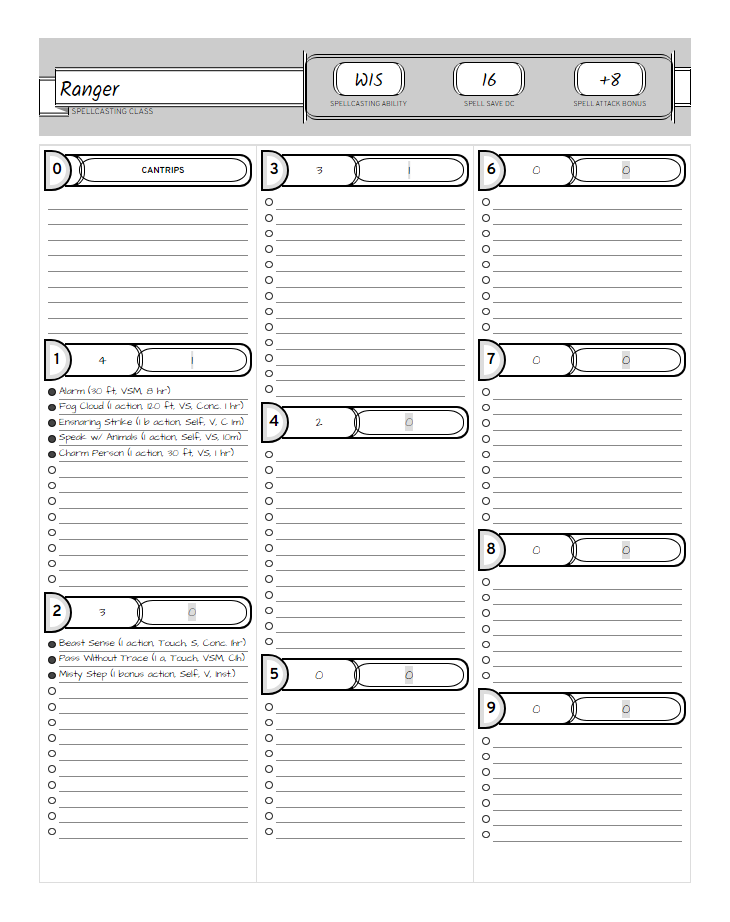 Ranger
SPELLCASTING CLASS
WIS
SPELLCASTING ABILITY
16
SPELL SAVE DC
+8
SPELL ATTACK BONUS
0 CANTRIPS
1 4 1
Alarm (30 ft, VSM, 8 hr)
Fog Cloud (1 action, 120 ft, VS, Conc. 1 hr)
Ensnaring Strike (1 b action, Self, V, C 1m)
Speak w/ Animals (1 action, Self, VS, 10m)
Charm Person (1 action, 30 ft, VS, 1 hr)
2 3 0
Beast Sense (1 action, Touch, S, Conc. 1hr)
Pass Without Trace (1 a, Touch, VSM, C1h)
Misty Step (1 bonus action, Self, V, Inst.)
3 3 1
4 2 0
5 0 0
6 0 0
7 0 0
8 0 0
9 0 0